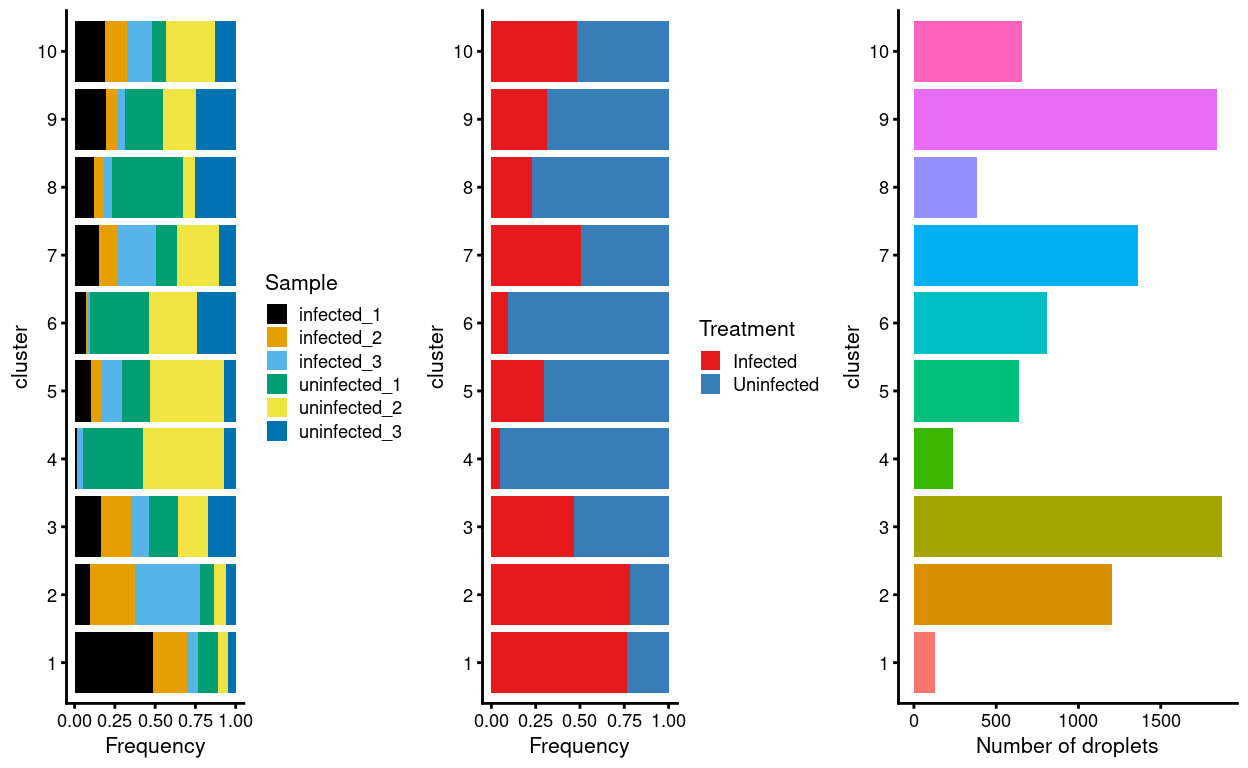 10
9
8
7
6
5
4
3
2
1
cluster
0.00 0.25 0.50 0.75 1.00
Frequency
Sample
infected_1
infected_2
infected_3
uninfected_1
uninfected_2
uninfected_3
10
9
8
7
6
5
4
3
2
1
cluster
0.00 0.25 0.50 0.75 1.00
Frequency
Treatment
Infected
Uninfected
10
9
8
7
6
5
4
3
2
1
cluster
0 500 1000 1500
Number of droplets